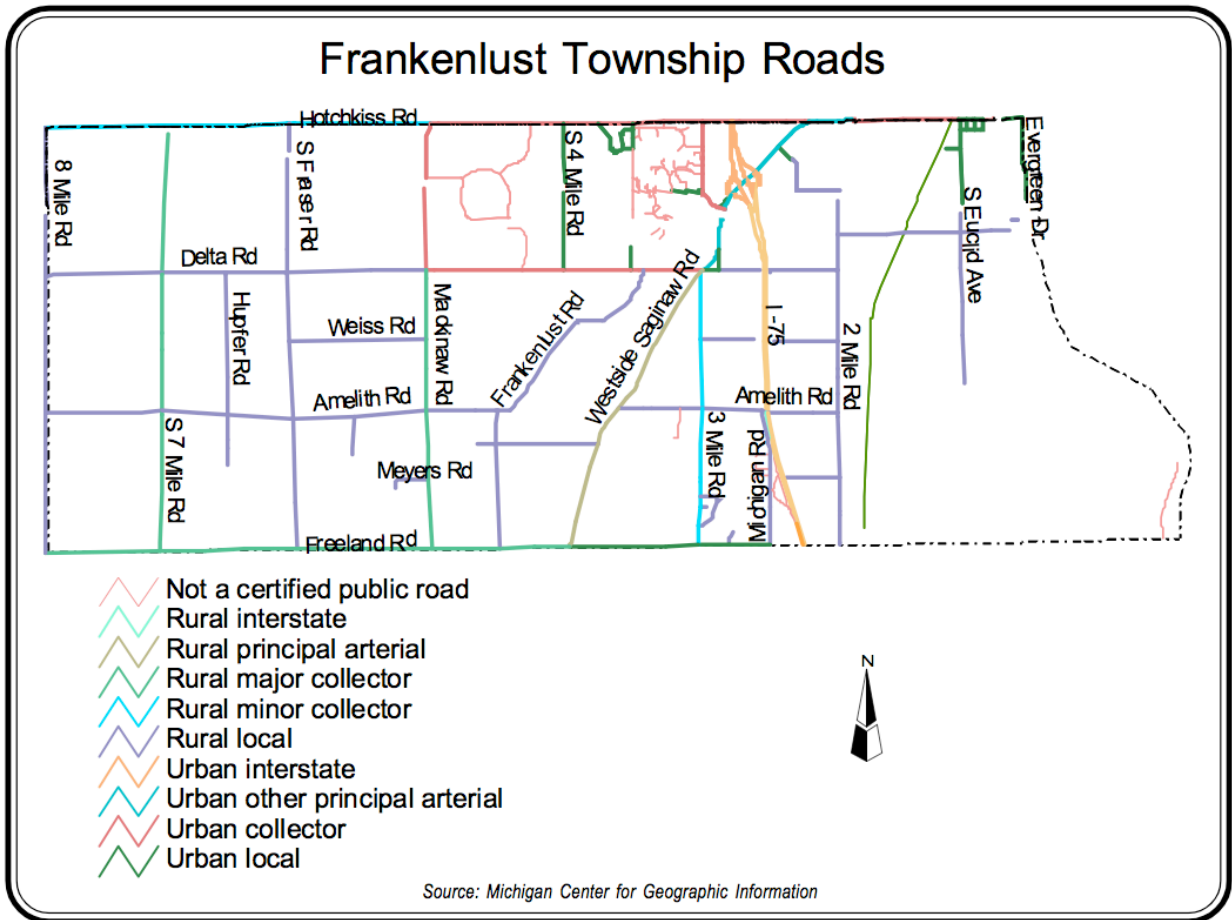 Frankenlust Township Roads
Hotchkiss Rd
8 Mile Rd
S Fraser Rd
S 4 Mile Rd
Evergreen Dr
S Euclid Ave
Delta Rd
Hupfer Rd
Weiss Rd
Mackinaw Rd
Frankenlust Rd
Westside Saginaw Rd
I-75
2 Mile Rd
Amelith Rd
Amelith Rd
S 7 Mile Rd
Meyers Rd
3 Mile Rd
Michigan Rd
Freeland Rd
Not a certified public road
Rural interstate
Rural principal arterial
Rural major collector
Rural minor collector
Rural local
Urban interstate
Urban other principal arterial
Urban collector
Urban local
N
Source: Michigan Center for Geographic Information